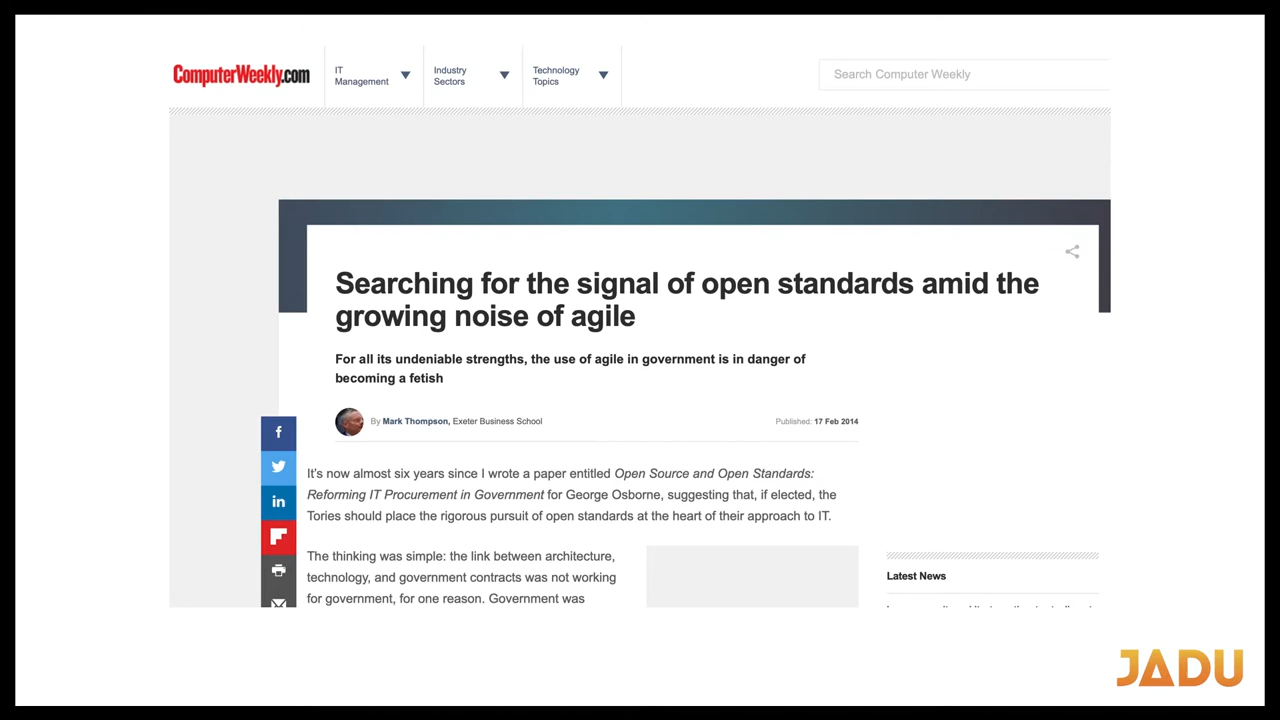 ComputerWeekly.com
IT
Management
Industry
Sectors
Technology
Topics
Search Computer Weekly
Searching for the signal of open standards amid the
growing noise of agile
For all its undeniable strengths, the use of agile in government is in danger of
becoming a fetish
By Mark Thompson, Exeter Business School
Published: 17 Feb 2014
It's now almost six years since I wrote a paper entitled Open Source and Open Standards:
Reforming IT Procurement in Government for George Osborne, suggesting that, if elected, the
Tories should place the rigorous pursuit of open standards at the heart of their approach to IT.
The thinking was simple: the link between architecture,
technology, and government contracts was not working
for government, for one reason. Government was
Latest News
JADU